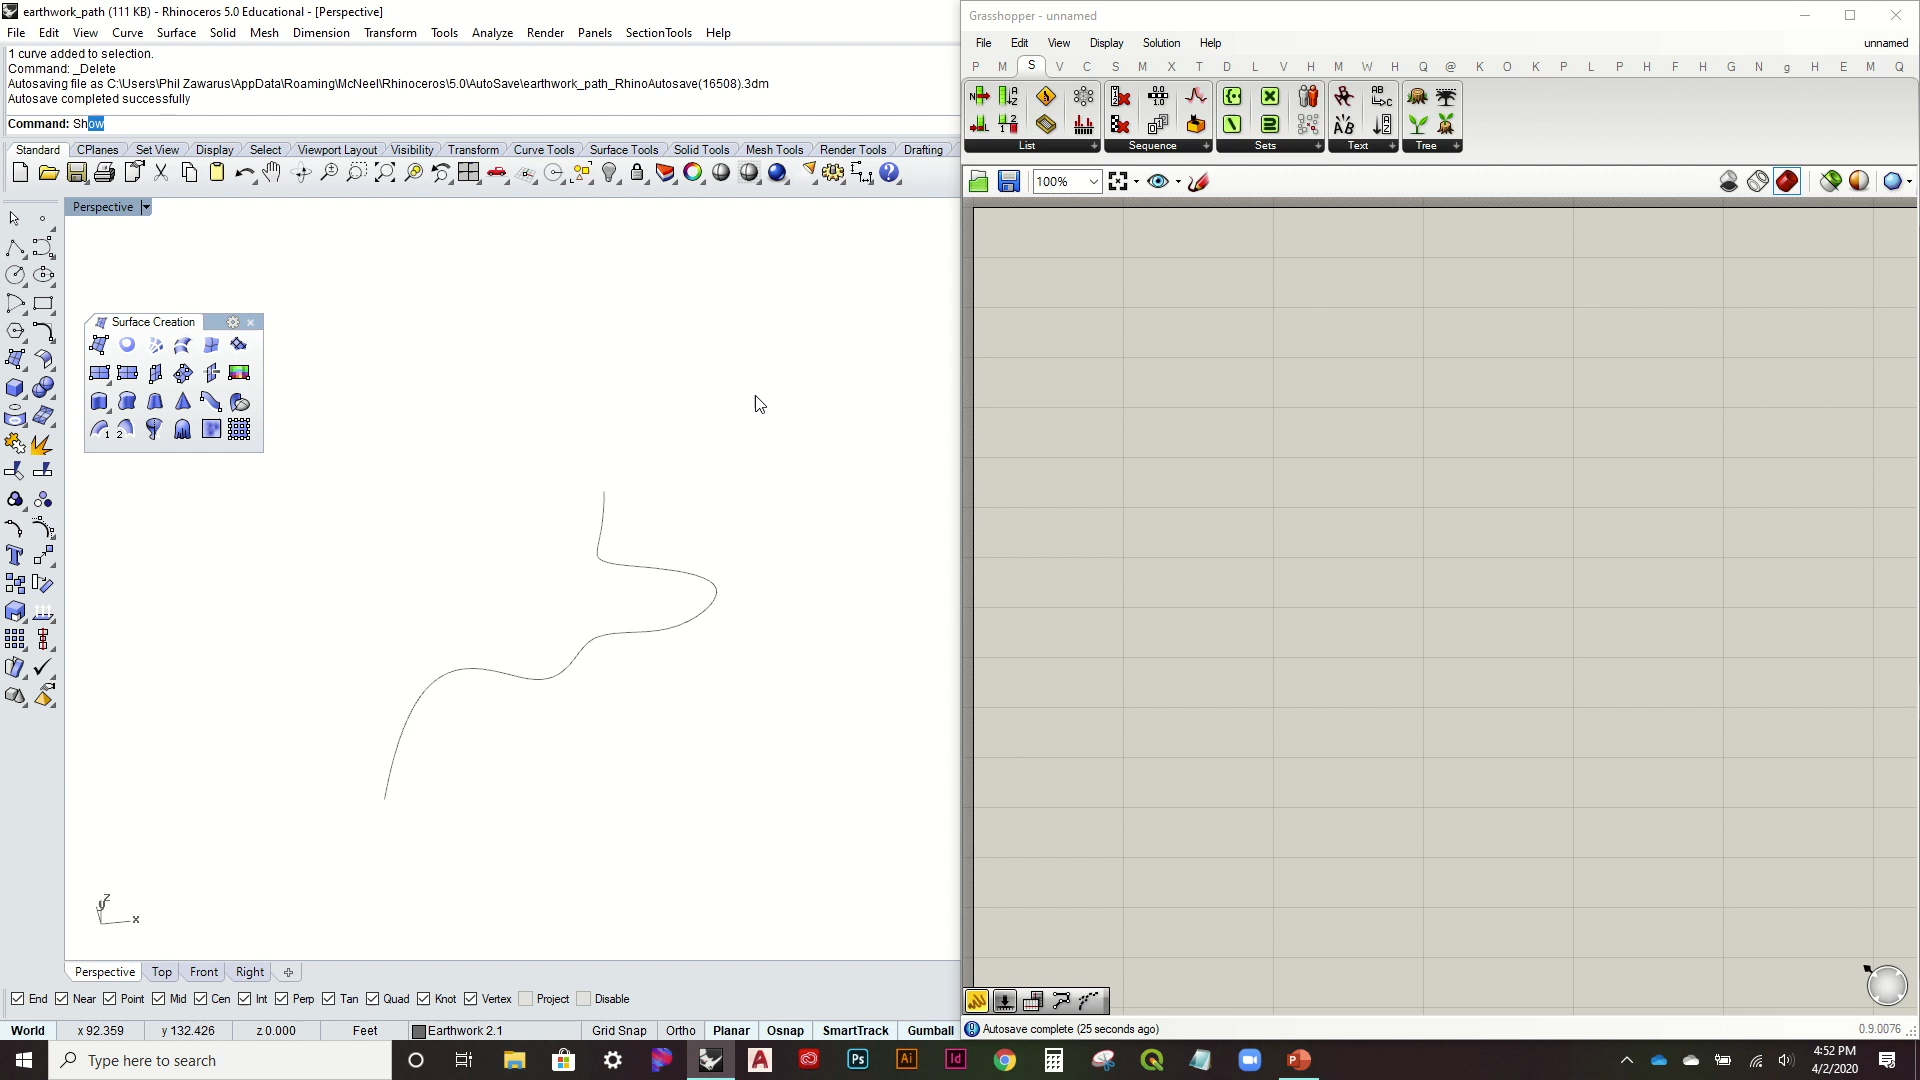 earthwork_path (111 KB) - Rhinoceros 5.0 Educational - [Perspective]
File Edit View Curve Surface Solid Mesh Dimension Transform Tools Analyze Render Panels SectionTools Help
1 curve added to selection.
Command: _Delete
Autosaving file as C:\Users\Phil Zawarus\AppData\Roaming\McNeel\Rhinoceros\5.0\AutoSave\earthwork_path_RhinoAutosave(16508).3dm
Autosave completed successfully
Command: Show
Standard CPlanes Set View Display Select Viewport Layout Visibility Transform Curve Tools Surface Tools Solid Tools Mesh Tools Render Tools Drafting
Perspective
Surface Creation
1 2
z
y
x
Perspective Top Front Right
End Near Point Mid Cen Int Perp Tan Quad Knot Vertex Project Disable
World x 92.359 y 132.426 z 0.000 Feet Earthwork 2.1 Grid Snap Ortho Planar Osnap SmartTrack Gumball
Grasshopper - unnamed
File Edit View Display Solution Help unnamed
P M S V C S M X T D L V H M W H Q @ K O K P L P H F H G N g H E M Q
List Sequence Sets Text Tree
100%
Autosave complete (25 seconds ago) 0.9.0076
Type here to search
4:52 PM
4/2/2020